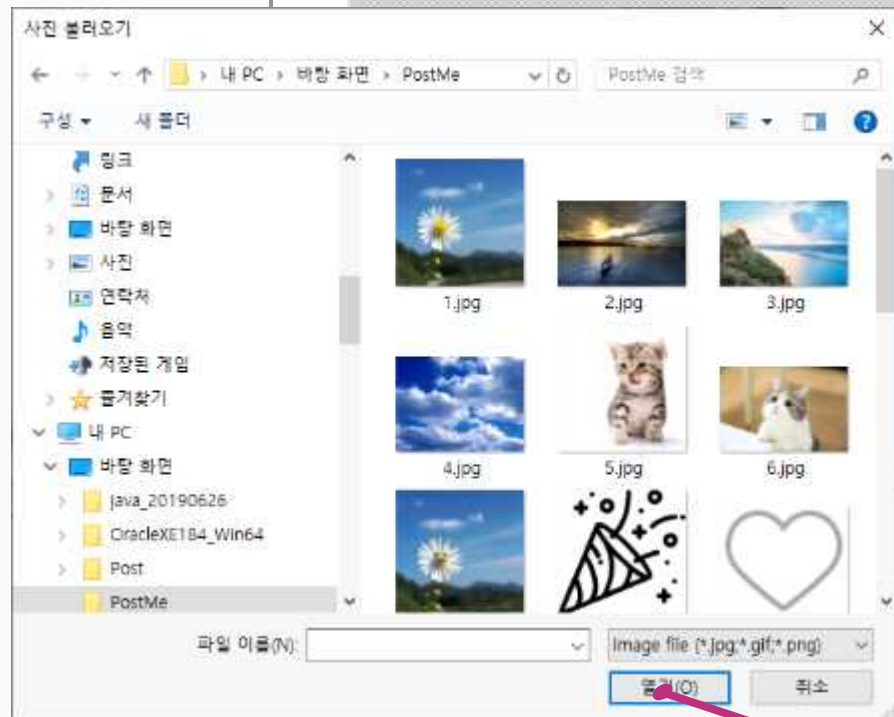 사진 불러오기
내 PC › 바탕 화면 › PostMe
PostMe 검색
구성
새 폴더
링크
문서
바탕 화면
사진
연락처
음악
저장된 게임
즐겨찾기
내 PC
바탕 화면
java_20190626
OracleXE184_Win64
Post
PostMe
1.jpg
2.jpg
3.jpg
4.jpg
5.jpg
6.jpg
파일 이름(N):
Image file (*.jpg;*.gif;*.png)
열기(O)
취소